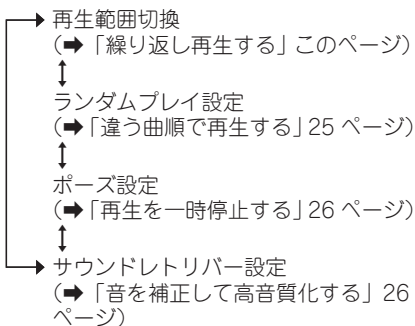 再生範囲切換
(➡「繰り返し再生する」このページ)
ランダムプレイ設定
(➡「違う曲順で再生する」25 ページ)
ポーズ設定
(➡「再生を一時停止する」26 ページ)
サウンドレトリバー設定
(➡「音を補正して高音質化する」26
ページ)